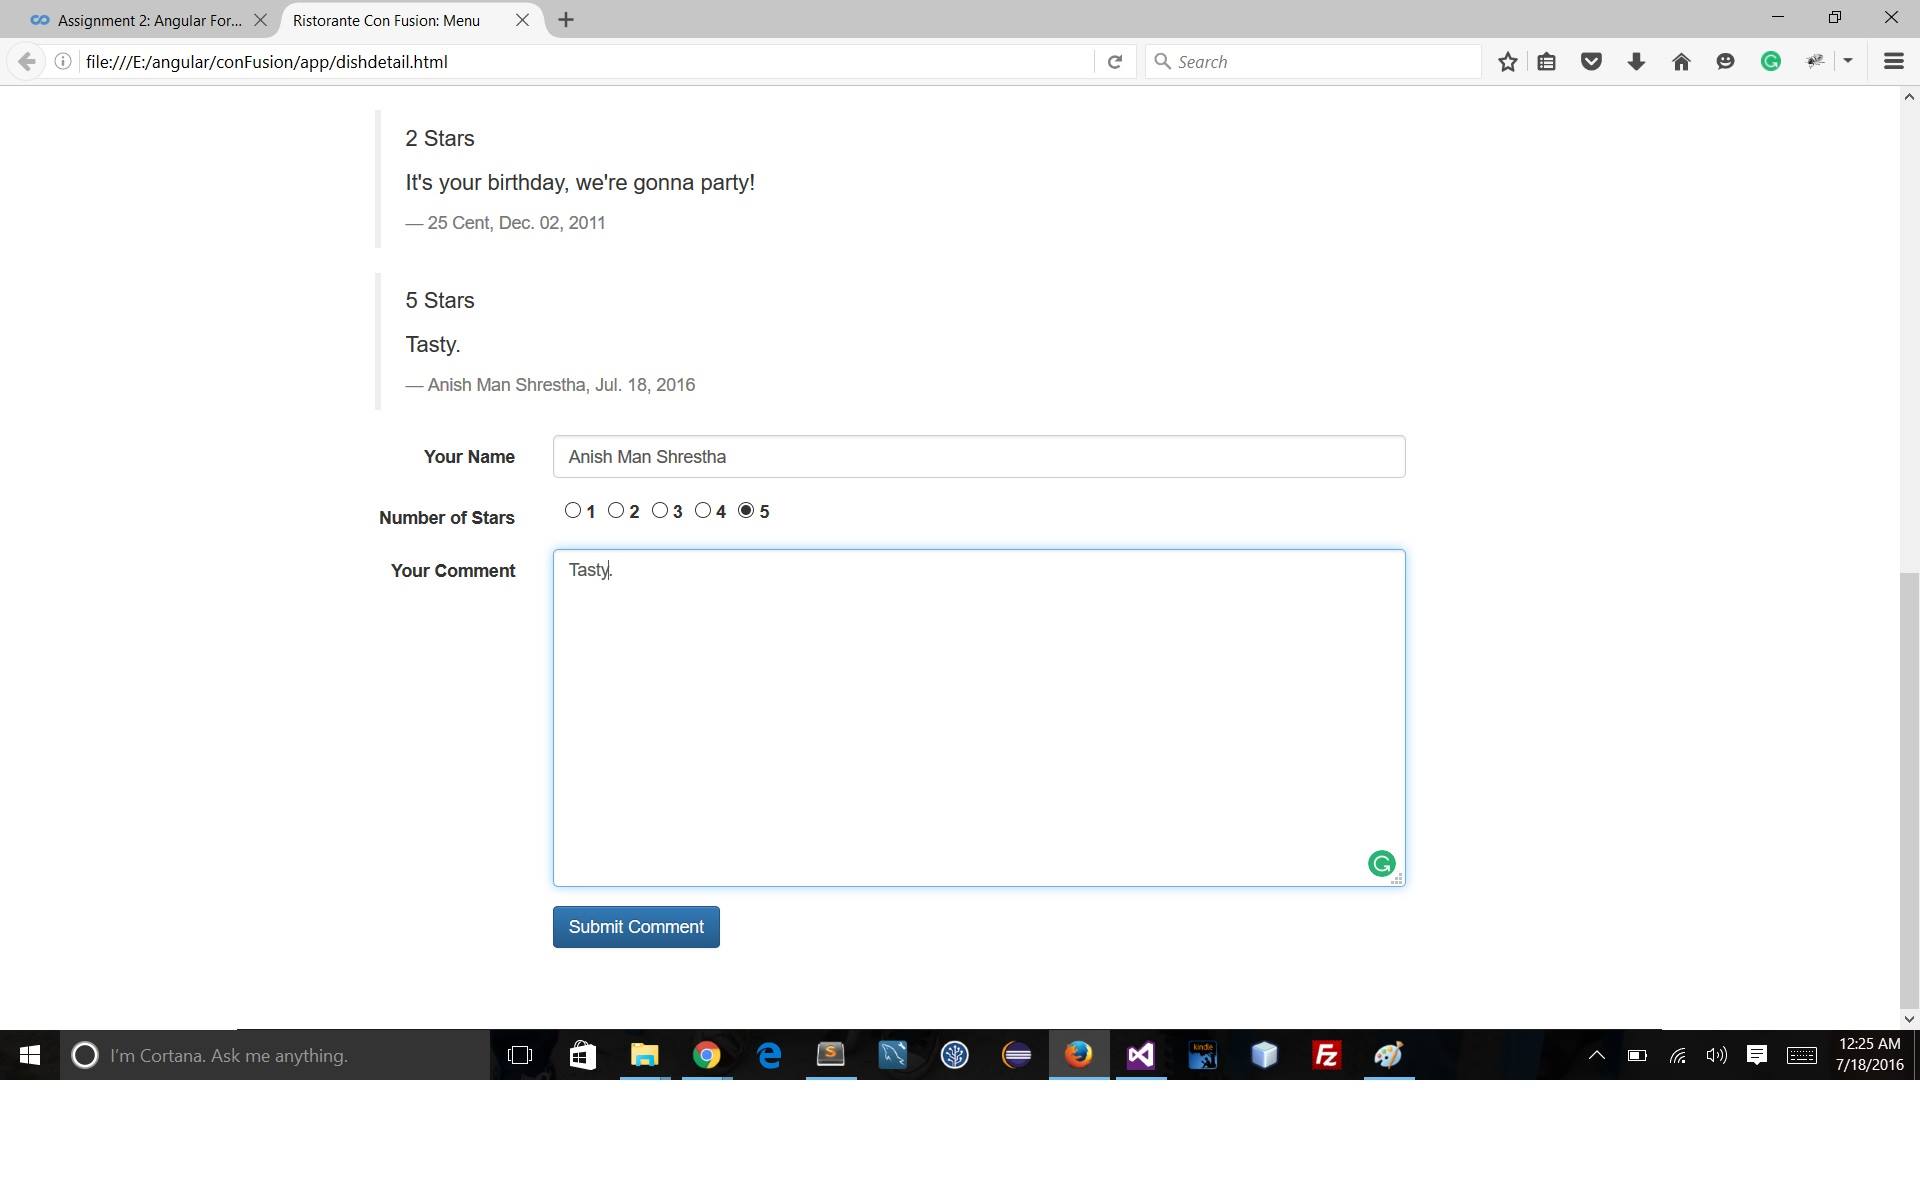 Assignment 2: Angular For...
Ristorante Con Fusion: Menu
file:///E:/angular/conFusion/app/dishdetail.html
Search
2 Stars
It's your birthday, we're gonna party!
— 25 Cent, Dec. 02, 2011
5 Stars
Tasty.
— Anish Man Shrestha, Jul. 18, 2016
Your Name
Anish Man Shrestha
Number of Stars
1 2 3 4 5
Your Comment
Tasty.
Submit Comment
I'm Cortana. Ask me anything.
S
kindle
FZ
12:25 AM
7/18/2016